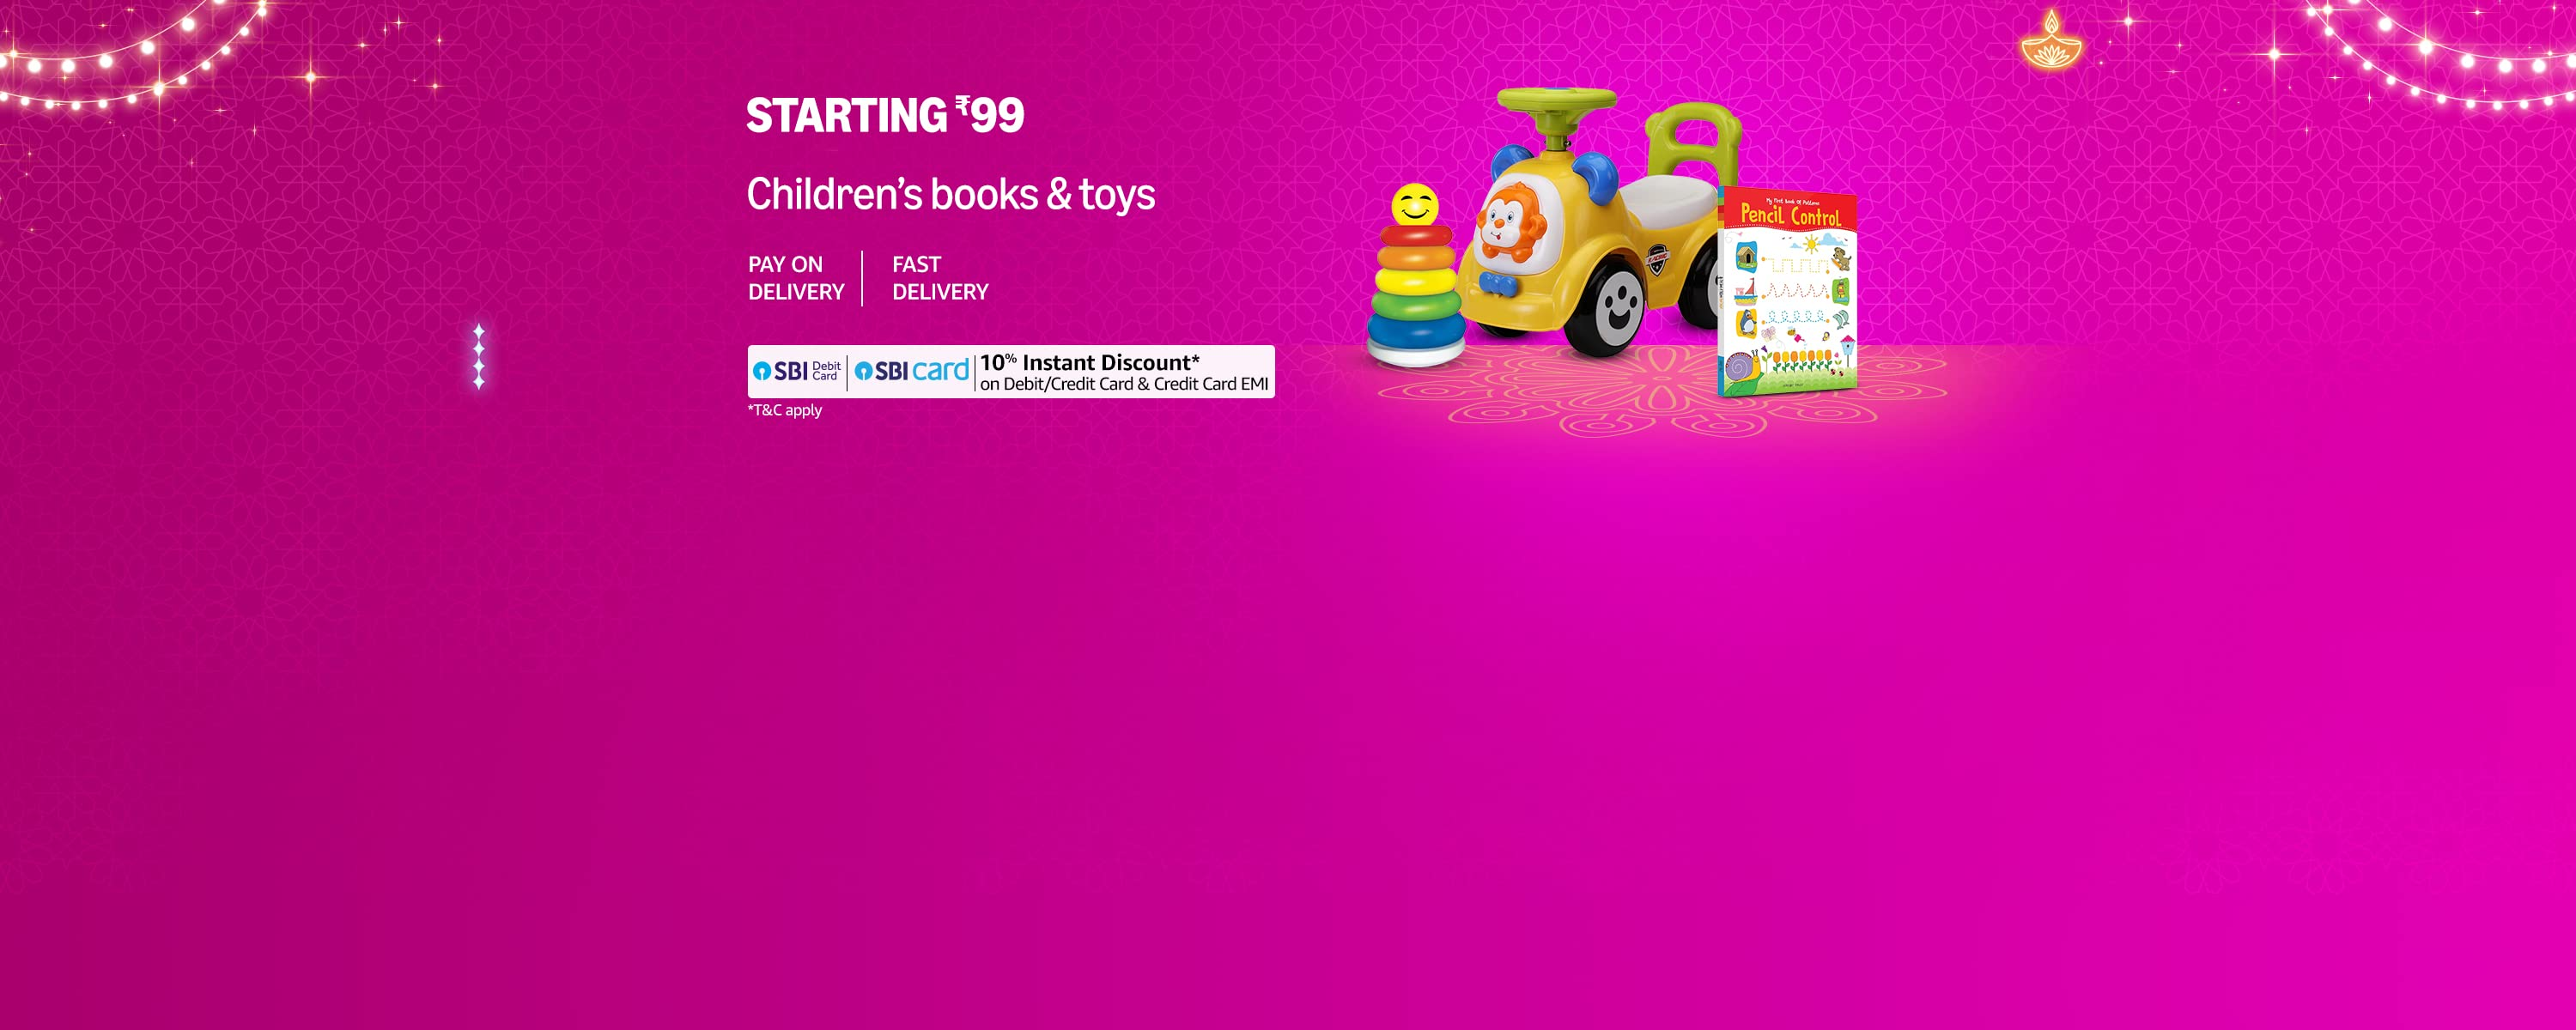 STARTING ₹99
Children's books & toys
PAY ON
DELIVERY
FAST
DELIVERY
SBI Debit
Card
SBI card
10% Instant Discount*
on Debit/Credit Card & Credit Card EMI
*T&C apply
My First Book Of Patterns
Pencil Control